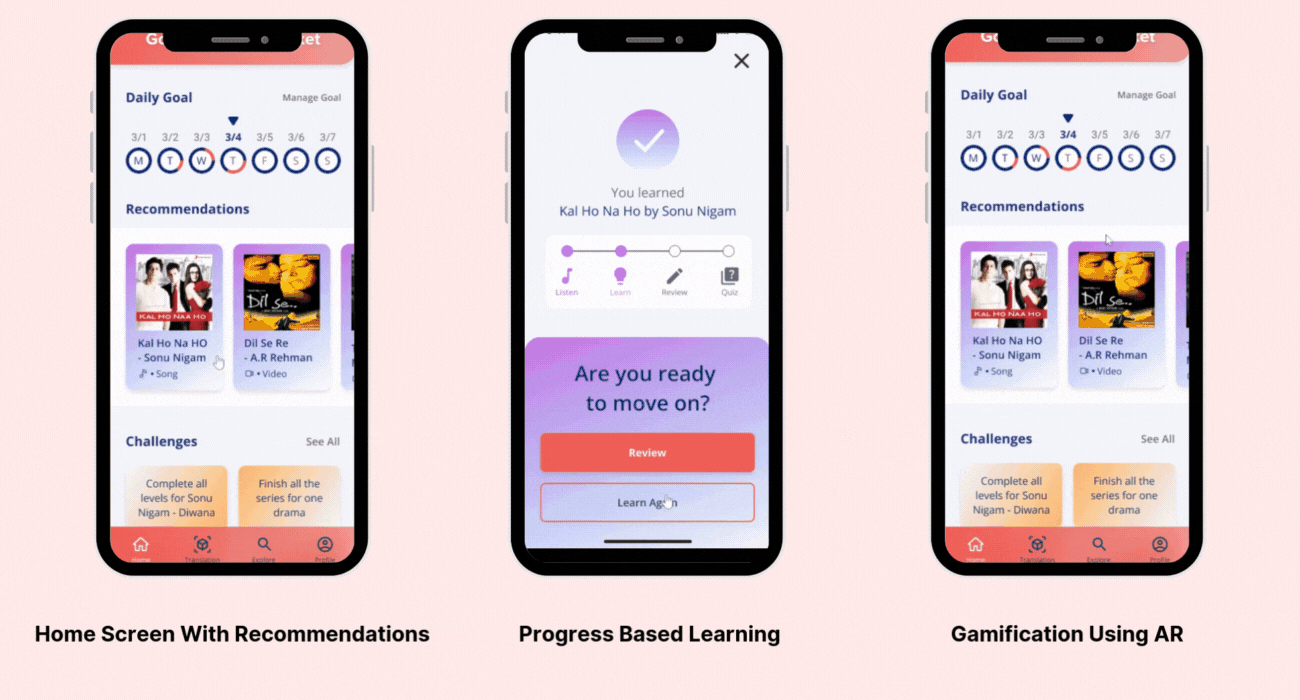 Daily Goal
Manage Goal
3/1 3/2 3/3 3/4 3/5 3/6 3/7
M T W T F S S
Recommendations
KAL HO NAA HO
Dil Se..
Kal Ho Na HO
- Sonu Nigam
• Song
Dil Se Re
- A.R Rehman
• Video
Challenges
See All
Complete all
levels for Sonu
Nigam - Diwana
Finish all the
series for one
drama
Home Translation Explore Profile
Home Screen With Recommendations
You learned
Kal Ho Na Ho by Sonu Nigam
Listen Learn Review Quiz
Are you ready
to move on?
Review
Learn Again
Progress Based Learning
Daily Goal
Manage Goal
3/1 3/2 3/3 3/4 3/5 3/6 3/7
M T W T F S S
Recommendations
KAL HO NAA HO
Dil Se..
Kal Ho Na HO
- Sonu Nigam
• Song
Dil Se Re
- A.R Rehman
• Video
Challenges
See All
Complete all
levels for Sonu
Nigam - Diwana
Finish all the
series for one
drama
Home Translation Explore Profile
Gamification Using AR